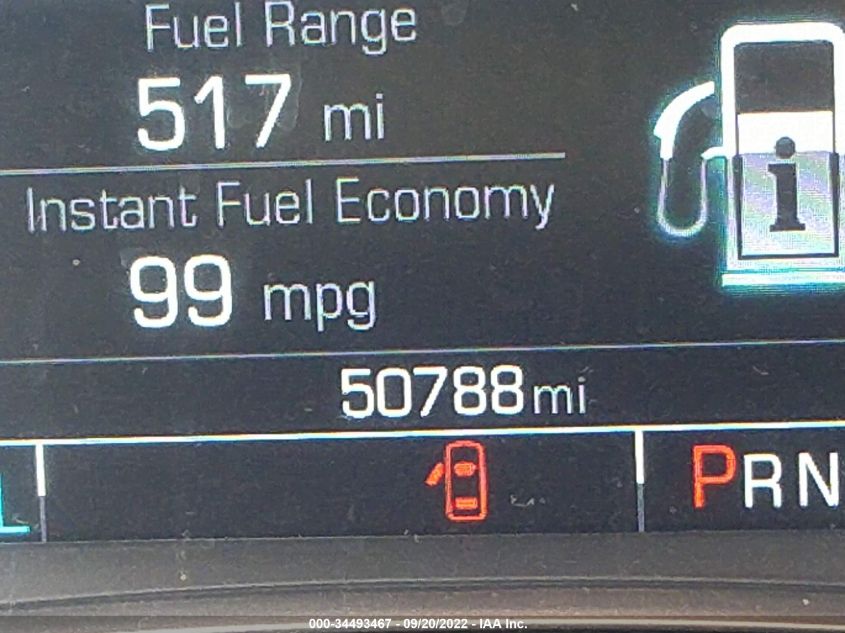 Fuel Range
517 mi
Instant Fuel Economy
99 mpg
i
50788 mi
PRN
000-34493467 - 09/20/2022 - IAA Inc.